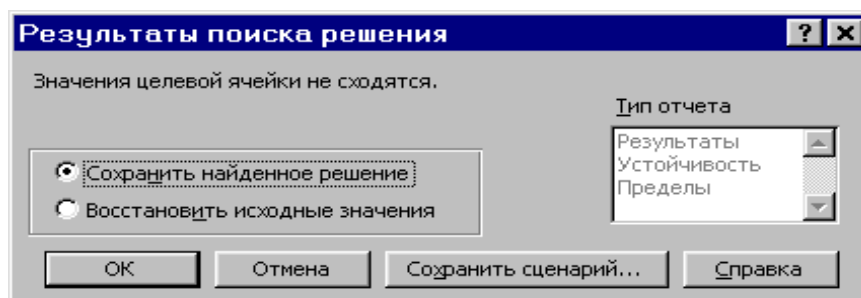 Результаты поиска решения
Значения целевой ячейки не сходятся.
Тип отчета
Результаты
Устойчивость
Пределы
Сохранить найденное решение
Восстановить исходные значения
ОК
Отмена
Сохранить сценарий...
Справка